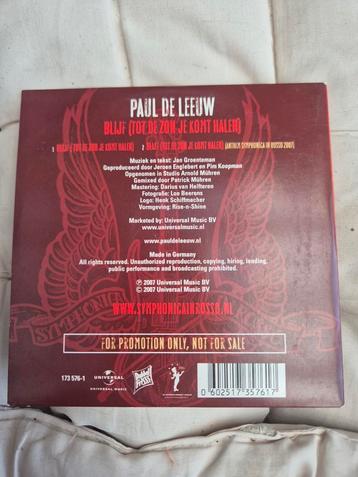 PAUL DE LEEUW
BLIJF (TOT DE ZON JE KOMT HALEN)
1 BLIJF (TOT DE ZON JE KOMT HALEN) 2 BLIJF (TOT DE ZON JE KOMT HALEN) (ANTHEM SYMPHONICA IN ROSSO 2007)
Muziek en tekst: Jan Groenteman
Geproduceerd door Jeroen Englebert en Pim Koopman
Opgenomen in Studio Arnold Mühren
Gemixed door Patrick Mühren
Mastering: Darius van Helfteren
Fotografie: Leo Beerens
Logo: Henk Schiffmacher
Vormgeving: Rise-n-Shine
Marketed by: Universal Music BV
www.universalmusic.nl
www.pauldeleeuw.nl
Made in Germany
All rights reserved. Unauthorized reproduction, copying, hiring, lending,
public performance and broadcasting prohibited.
℗ 2007 Universal Music BV
© 2007 Universal Music BV
WWW.SYMPHONICAINROSSO.NL
FOR PROMOTION ONLY, NOT FOR SALE
173 576-1
UNIVERSAL
UNIVERSAL MUSIC
0 602517 357617